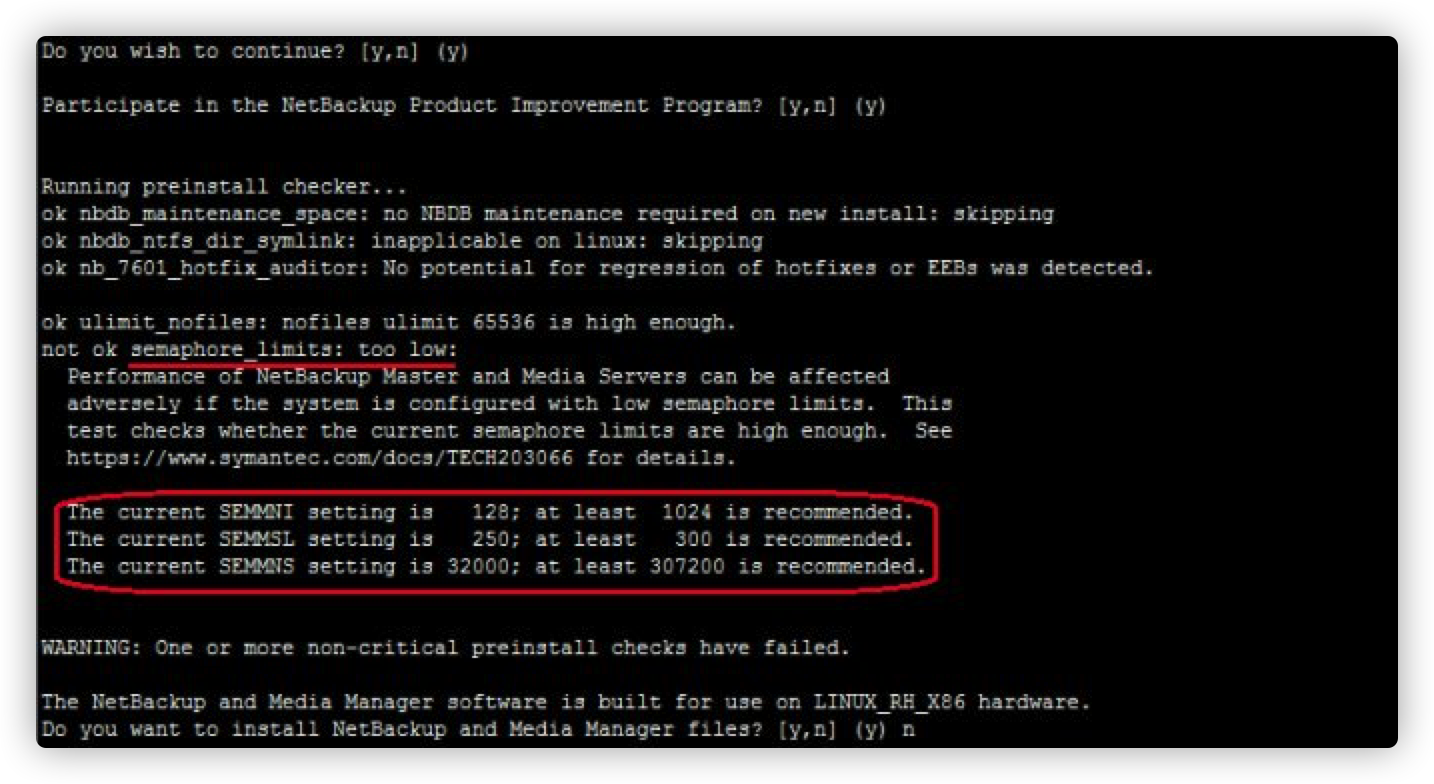 Do you wish to continue? [y,n] (y)
Participate in the NetBackup Product Improvement Program? [y,n] (y)
Running preinstall checker...
ok nbdb_maintenance_space: no NBDB maintenance required on new install: skipping
ok nbdb_ntfs_dir_symlink: inapplicable on linux: skipping
ok nb_7601_hotfix_auditor: No potential for regression of hotfixes or EEBs was detected.
ok ulimit_nofiles: nofiles ulimit 65536 is high enough.
not ok semaphore_limits: too low:
Performance of NetBackup Master and Media Servers can be affected
adversely if the system is configured with low semaphore limits.  This
test checks whether the current semaphore limits are high enough.  See
https://www.symantec.com/docs/TECH203066 for details.
The current SEMMNI setting is   128; at least  1024 is recommended.
The current SEMMSL setting is   250; at least   300 is recommended.
The current SEMMNS setting is 32000; at least 307200 is recommended.
WARNING: One or more non-critical preinstall checks have failed.
The NetBackup and Media Manager software is built for use on LINUX_RH_X86 hardware.
Do you want to install NetBackup and Media Manager files? [y,n] (y) n